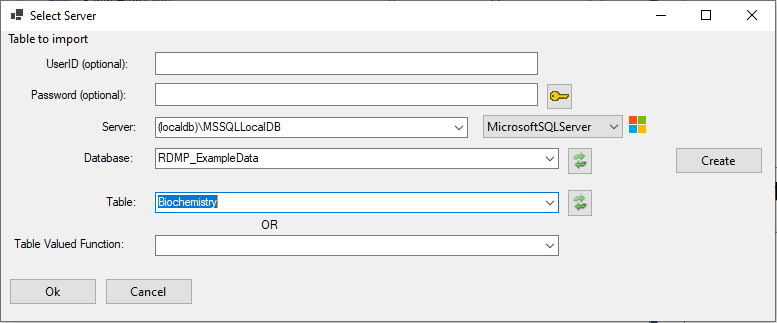 Select Server
Table to import
UserID (optional):
Password (optional):
Server: (localdb)\MSSQLLocalDB MicrosoftSQLServer
Database: RDMP_ExampleData Create
Table: Biochemistry
OR
Table Valued Function:
Ok Cancel